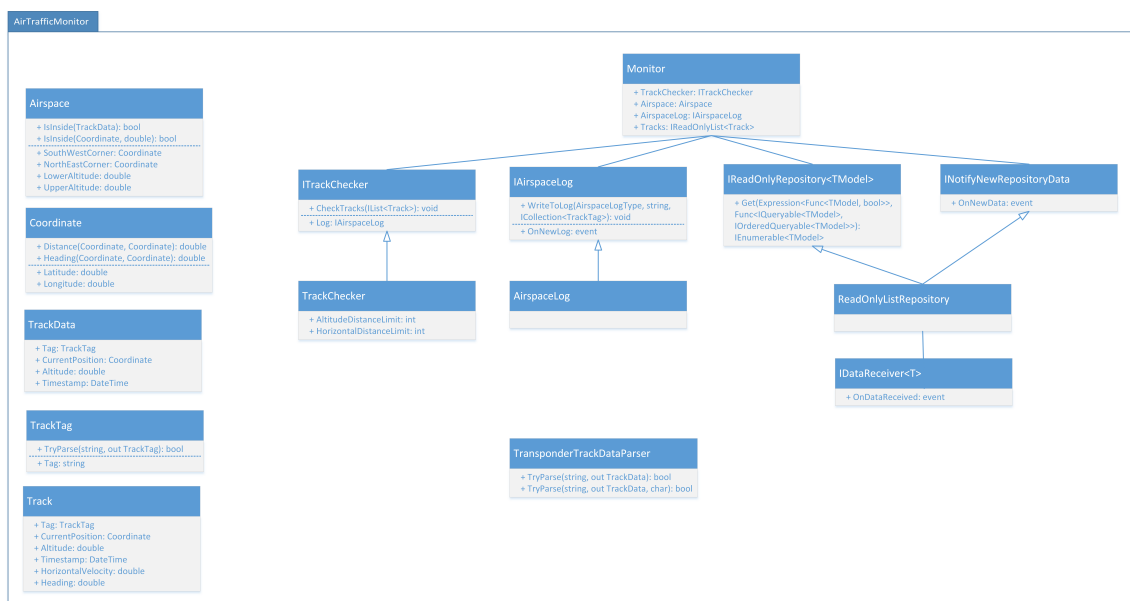 AirTrafficMonitor
Monitor
+ TrackChecker: ITrackChecker
+ Airspace: Airspace
+ AirspaceLog: IAirspaceLog
+ Tracks: IReadOnlyList<Track>
Airspace
+ IsInside(TrackData): bool
+ IsInside(Coordinate, double): bool
+ SouthWestCorner: Coordinate
+ NorthEastCorner: Coordinate
+ LowerAltitude: double
+ UpperAltitude: double
ITrackChecker
+ CheckTracks(IList<Track>): void
+ Log: IAirspaceLog
IAirspaceLog
+ WriteToLog(AirspaceLogType, string,
ICollection<TrackTag>): void
+ OnNewLog: event
IReadOnlyRepository<TModel>
+ Get(Expression<Func<TModel, bool>>,
Func<IQueryable<TModel>,
IOrderedQueryable<TModel>>):
IEnumerable<TModel>
INotifyNewRepositoryData
+ OnNewData: event
Coordinate
+ Distance(Coordinate, Coordinate): double
+ Heading(Coordinate, Coordinate): double
+ Latitude: double
+ Longitude: double
TrackChecker
+ AltitudeDistanceLimit: int
+ HorizontalDistanceLimit: int
AirspaceLog
ReadOnlyListRepository
TrackData
+ Tag: TrackTag
+ CurrentPosition: Coordinate
+ Altitude: double
+ Timestamp: DateTime
IDataReceiver<T>
+ OnDataReceived: event
TrackTag
+ TryParse(string, out TrackTag): bool
+ Tag: string
TransponderTrackDataParser
+ TryParse(string, out TrackData): bool
+ TryParse(string, out TrackData, char): bool
Track
+ Tag: TrackTag
+ CurrentPosition: Coordinate
+ Altitude: double
+ Timestamp: DateTime
+ HorizontalVelocity: double
+ Heading: double